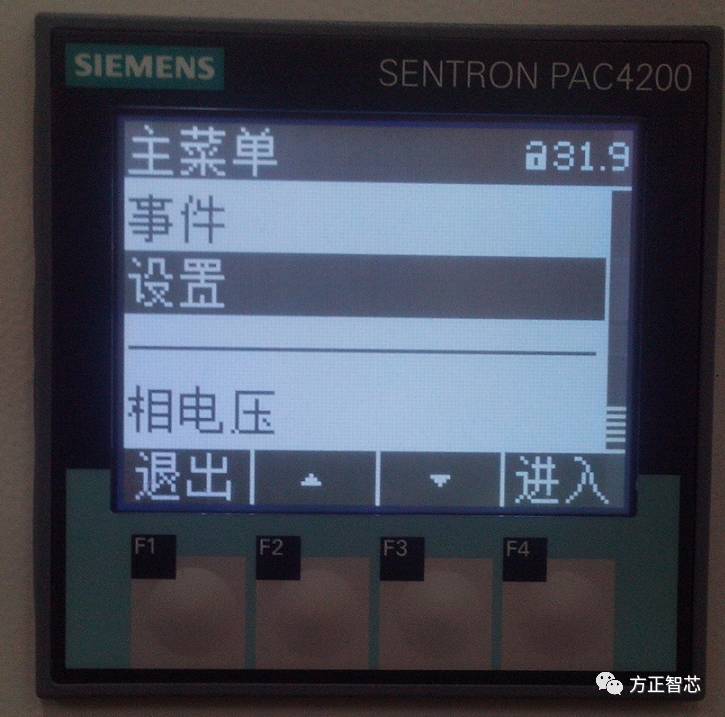 SIEMENS
SENTRON PAC4200
主菜单 31.9
事件
设置
相电压
退出 ▲ ▼ 进入
F1 F2 F3 F4
方正智芯